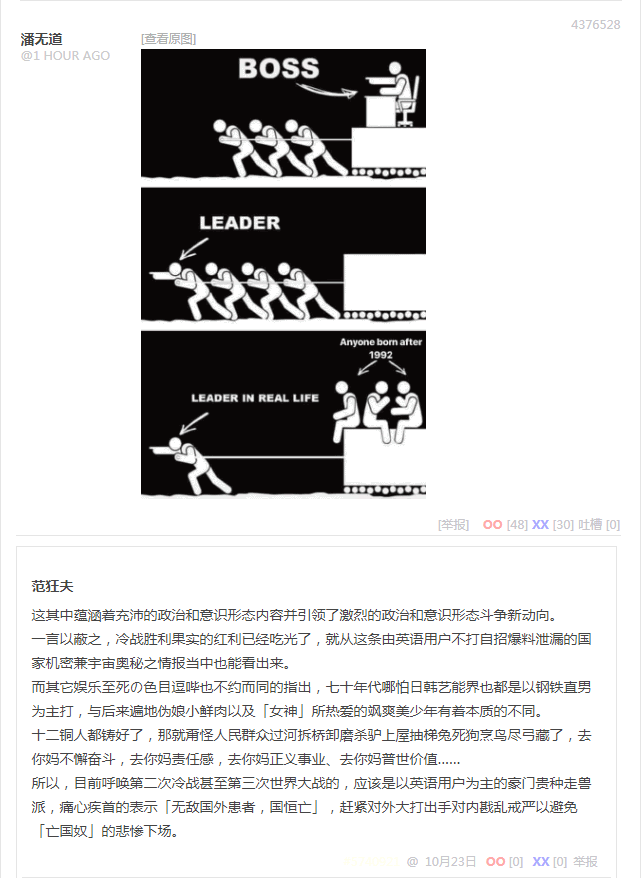 4376528
潘无道
@1 HOUR AGO
[查看原图]
BOSS
LEADER
Anyone born after
1992
LEADER IN REAL LIFE
[举报] OO [48] XX [30] 吐槽 [0]
范狂夫
这其中蕴涵着充沛的政治和意识形态内容并引领了激烈的政治和意识形态斗争新动向。
一言以蔽之，冷战胜利果实的红利已经吃光了，就从这条由英语用户不打自招爆料泄漏的国
家机密兼宇宙奥秘之情报当中也能看出来。
而其它娱乐至死の色目逗哔也不约而同的指出，七十年代哪怕日韩艺能界也都是以钢铁直男
为主打，与后来遍地伪娘小鲜肉以及「女神」所热爱的飒爽美少年有着本质的不同。
十二铜人都铸好了，那就甭怪人民群众过河拆桥卸磨杀驴上屋抽梯兔死狗烹鸟尽弓藏了，去
你妈不懈奋斗，去你妈责任感，去你妈正义事业、去你妈普世价值……
所以，目前呼唤第二次冷战甚至第三次世界大战的，应该是以英语用户为主的豪门贵种走兽
派，痛心疾首的表示「无敌国外患者，国恒亡」，赶紧对外大打出手对内戡乱戒严以避免
「亡国奴」的悲惨下场。
@ 10月23日 OO [0] XX [0] 举报